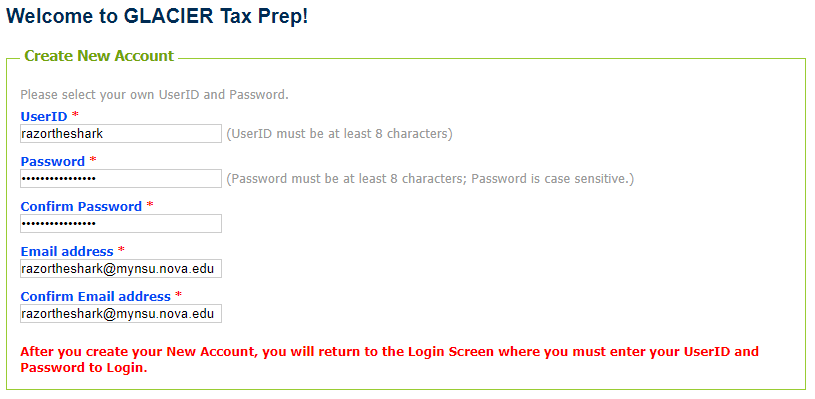 Welcome to GLACIER Tax Prep!
Create New Account
Please select your own UserID and Password.
UserID *
razortheshark (UserID must be at least 8 characters)
Password *
•••••••••••••••• (Password must be at least 8 characters; Password is case sensitive.)
Confirm Password *
••••••••••••••••
Email address *
razortheshark@mynsu.nova.edu
Confirm Email address *
razortheshark@mynsu.nova.edu
After you create your New Account, you will return to the Login Screen where you must enter your UserID and
Password to Login.